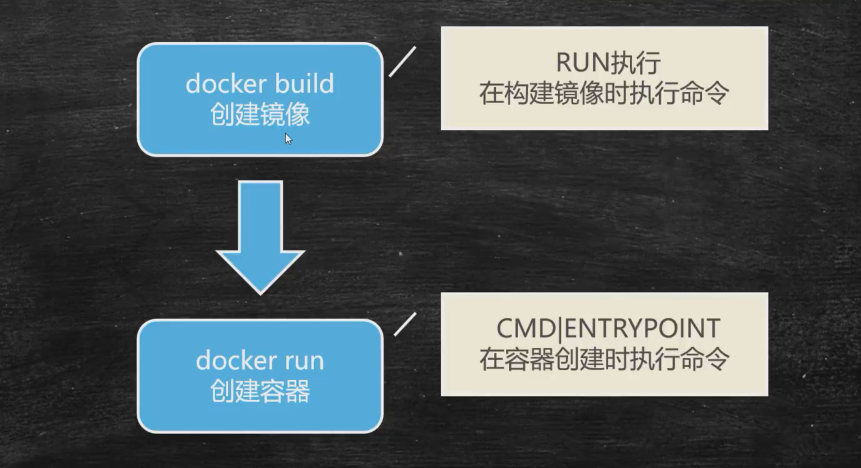 docker build
创建镜像
RUN执行
在构建镜像时执行命令
docker run
创建容器
CMD|ENTRYPOINT
在容器创建时执行命令